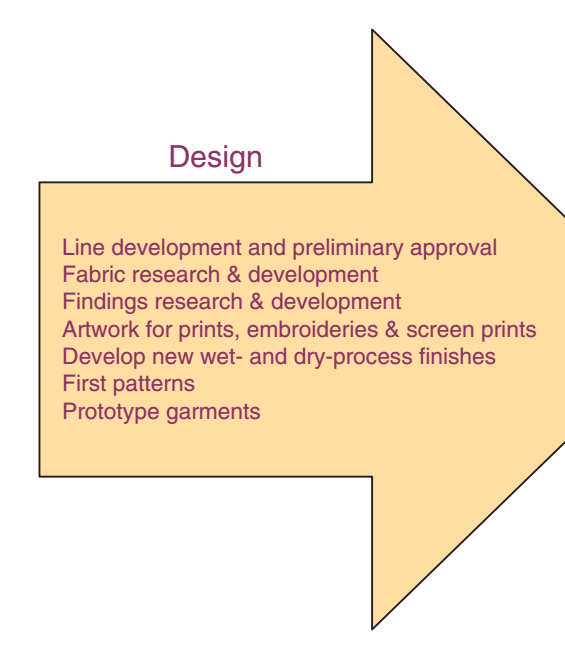 Design
Line development and preliminary approval
Fabric research & development
Findings research & development
Artwork for prints, embroideries & screen prints
Develop new wet- and dry-process finishes
First patterns
Prototype garments